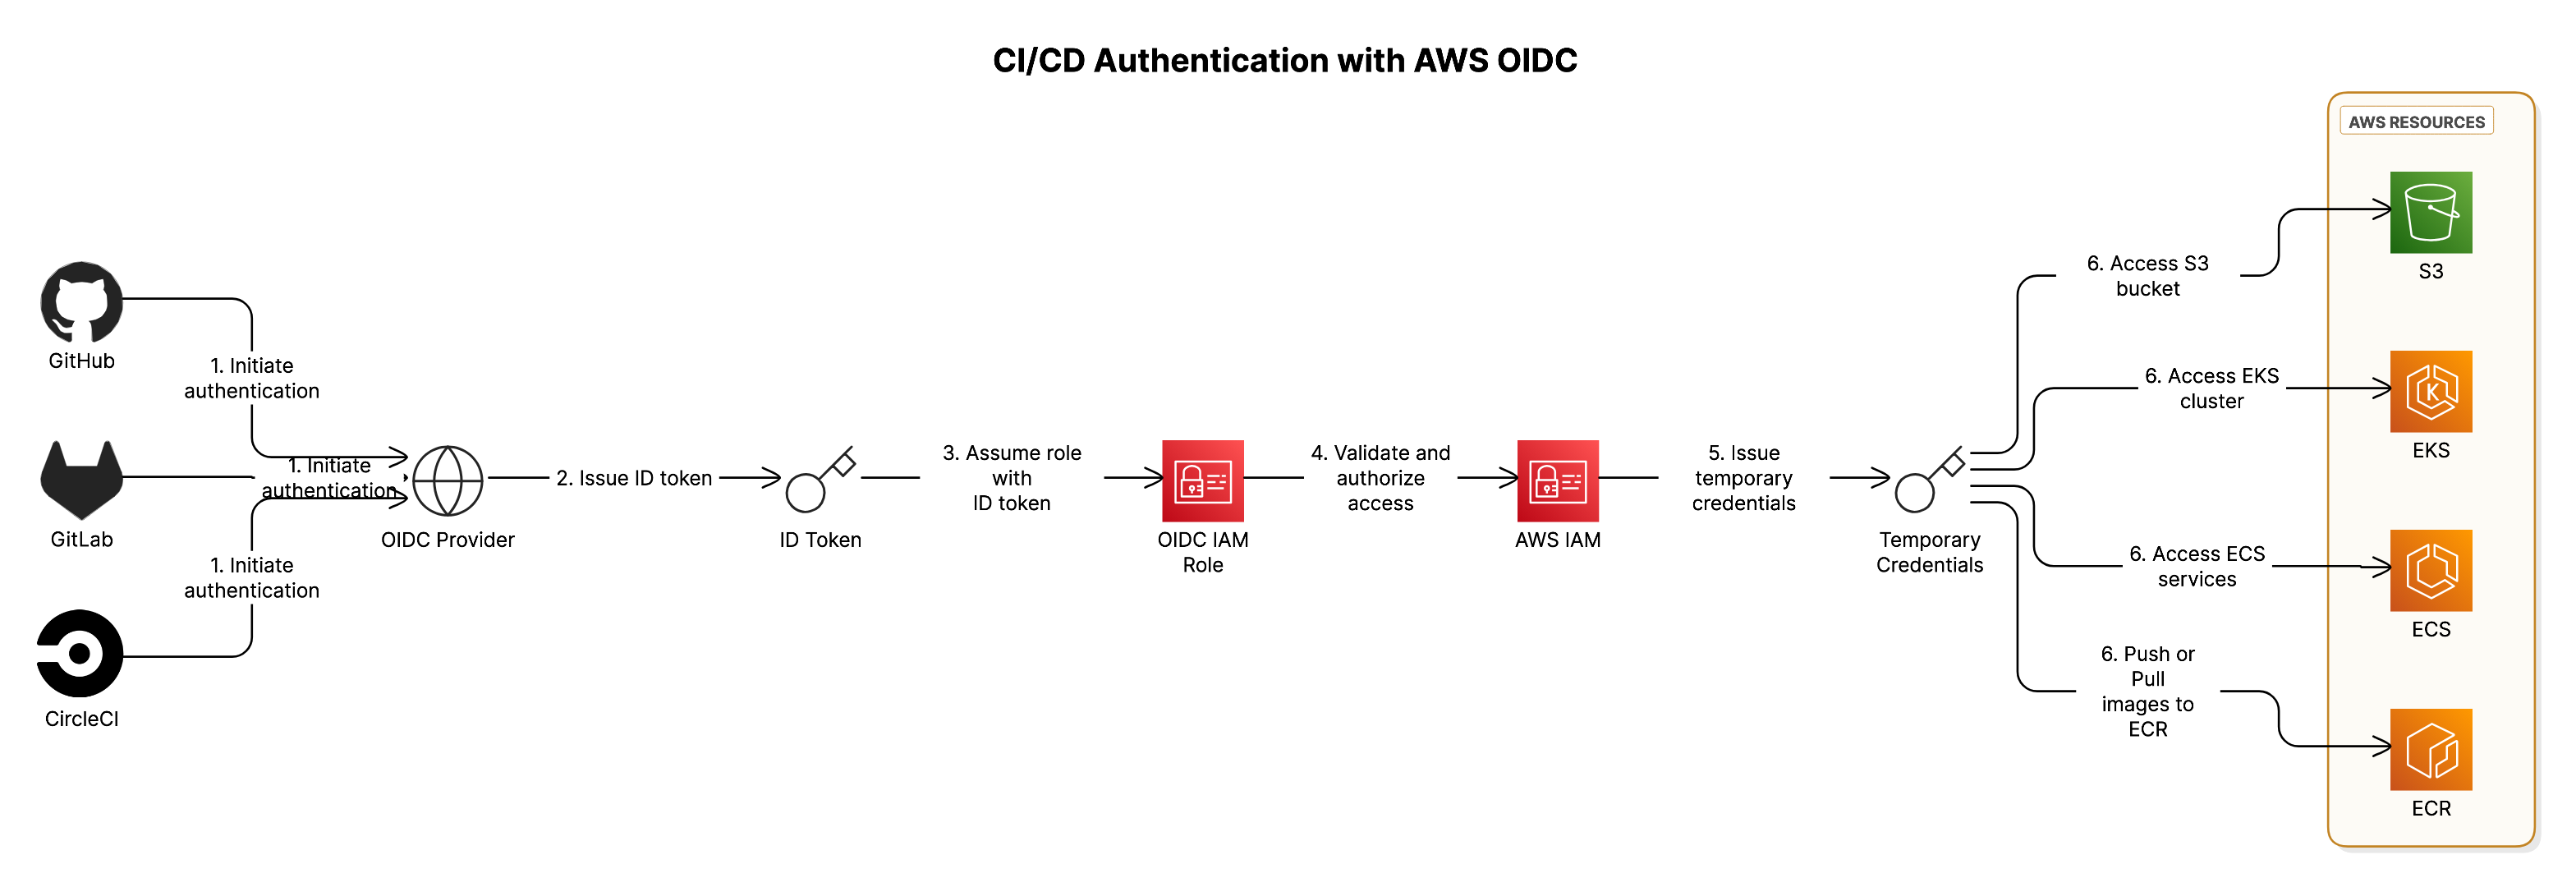 CI/CD Authentication with AWS OIDC
AWS RESOURCES
S3
6. Access S3
bucket
GitHub
1. Initiate
authentication
6. Access EKS
cluster
EKS
1. Initiate
authentication
GitLab
OIDC Provider
2. Issue ID token
ID Token
3. Assume role
with
ID token
OIDC IAM
Role
4. Validate and
authorize
access
AWS IAM
5. Issue
temporary
credentials
Temporary
Credentials
6. Access ECS
services
ECS
1. Initiate
authentication
CircleCI
6. Push or
Pull
images to
ECR
ECR